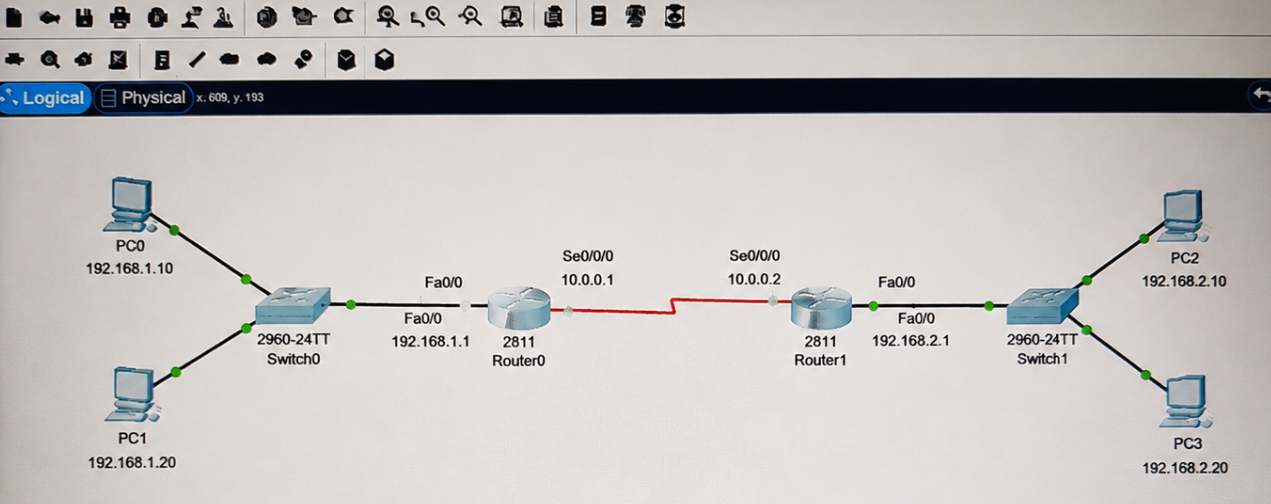 Logical
Physical
x. 609, y. 193
PC0
192.168.1.10
PC1
192.168.1.20
2960-24TT
Switch0
Fa0/0
Fa0/0
192.168.1.1
2811
Router0
Se0/0/0
10.0.0.1
Se0/0/0
10.0.0.2
2811
Router1
Fa0/0
Fa0/0
192.168.2.1
2960-24TT
Switch1
PC2
192.168.2.10
PC3
192.168.2.20